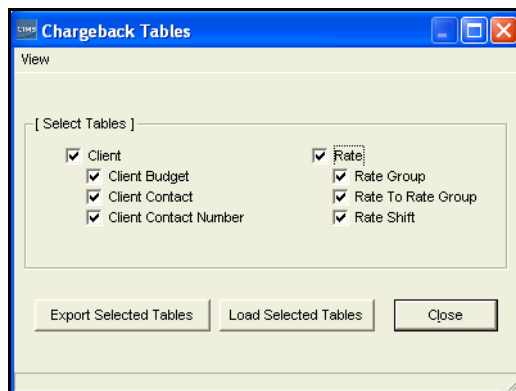 CIMS Chargeback Tables
View
[ Select Tables ]
Client
Client Budget
Client Contact
Client Contact Number
Rate
Rate Group
Rate To Rate Group
Rate Shift
Export Selected Tables Load Selected Tables Close